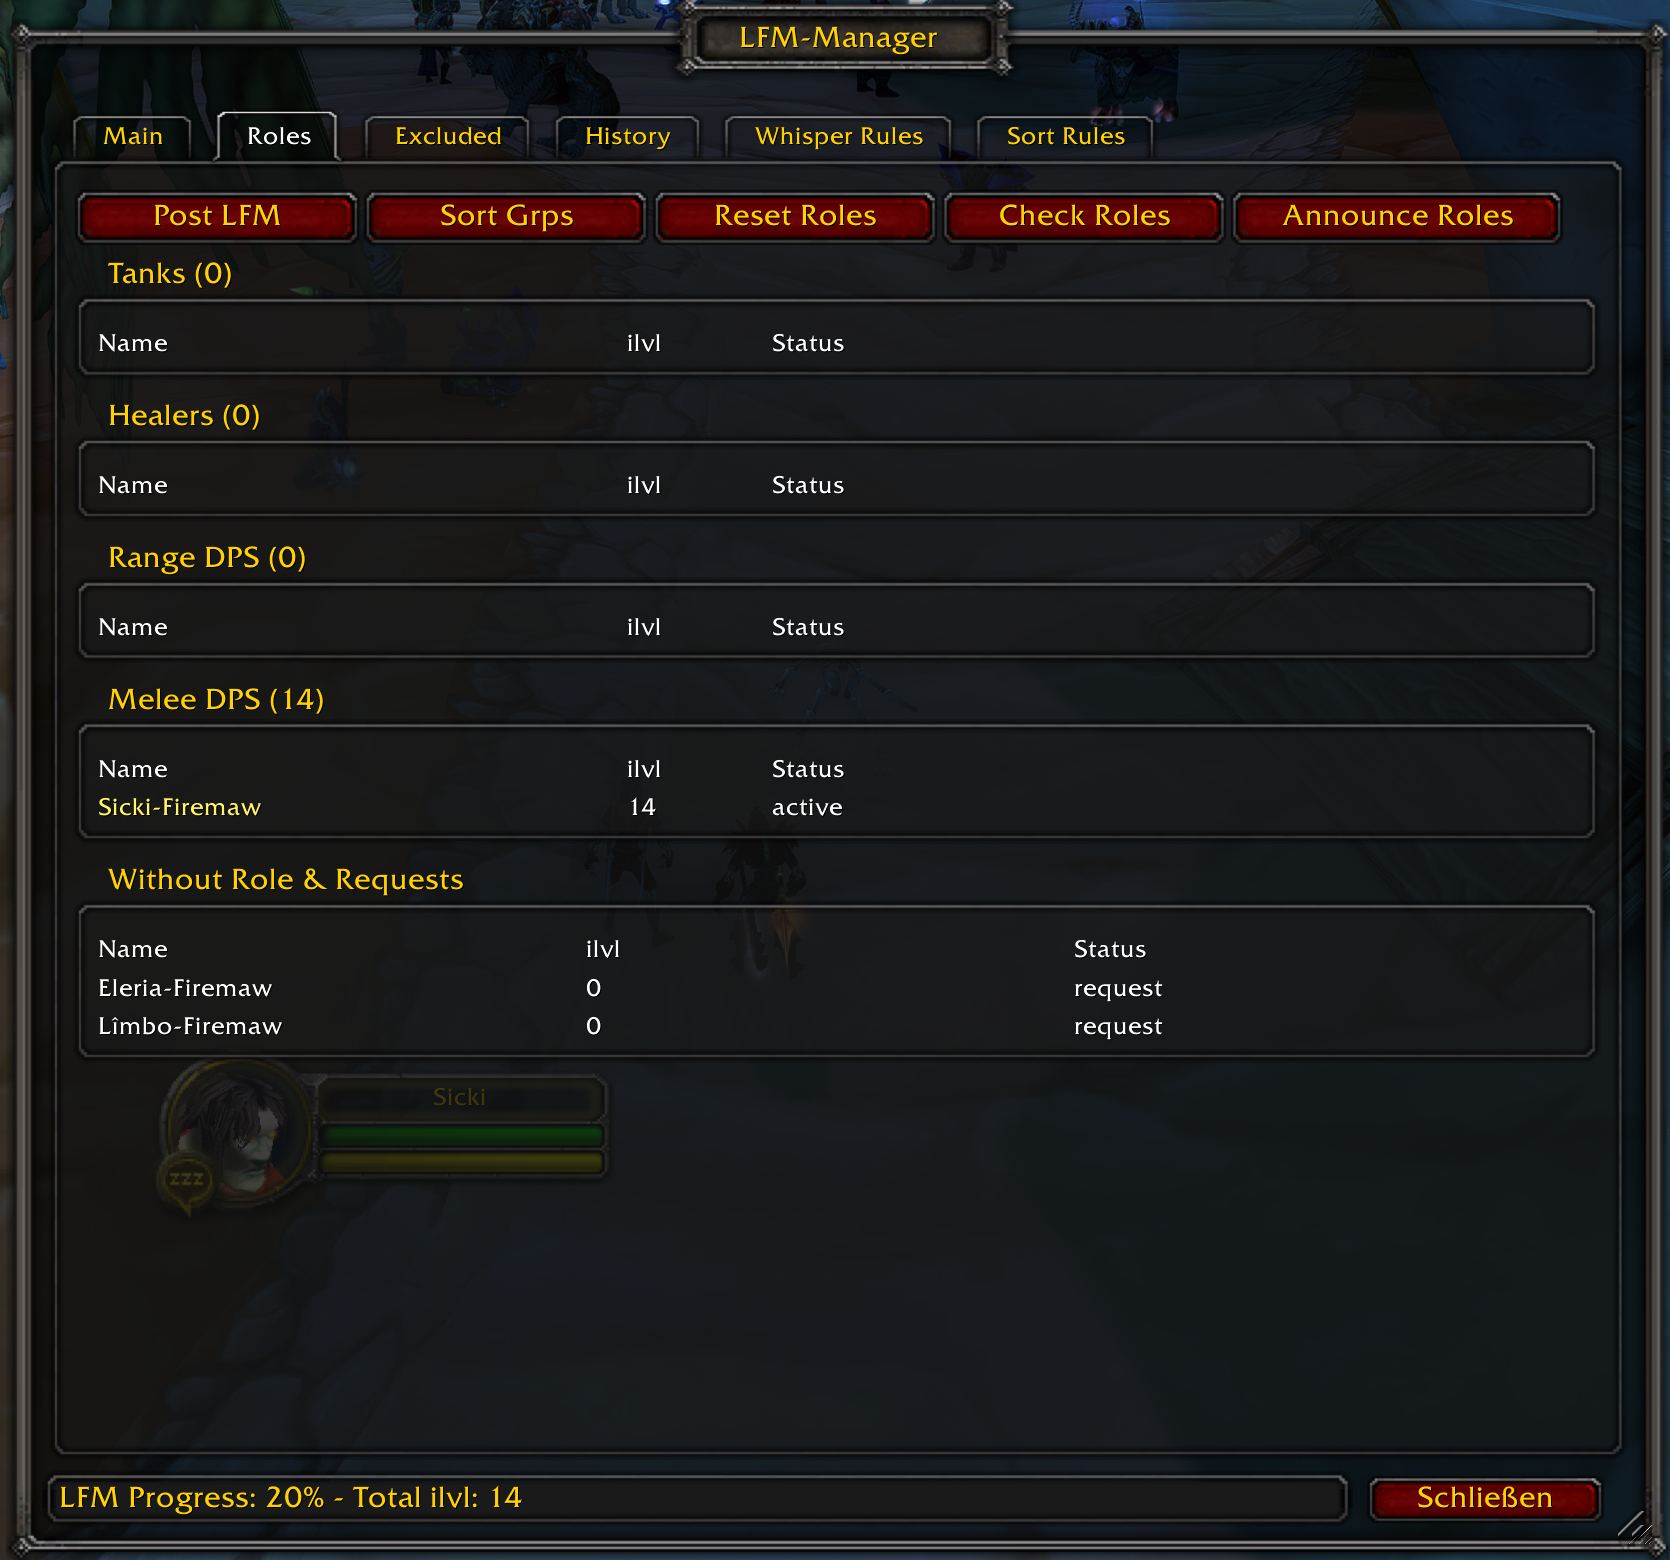 LFM-Manager
Main Roles Excluded History Whisper Rules Sort Rules
Post LFM Sort Grps Reset Roles Check Roles Announce Roles
Tanks (0)
Name ilvl Status
Healers (0)
Name ilvl Status
Range DPS (0)
Name ilvl Status
Melee DPS (14)
Name ilvl Status
Sicki-Firemaw 14 active
Without Role & Requests
Name ilvl Status
Eleria-Firemaw 0 request
Lîmbo-Firemaw 0 request
Sicki
zzz
LFM Progress: 20% - Total ilvl: 14 Schließen